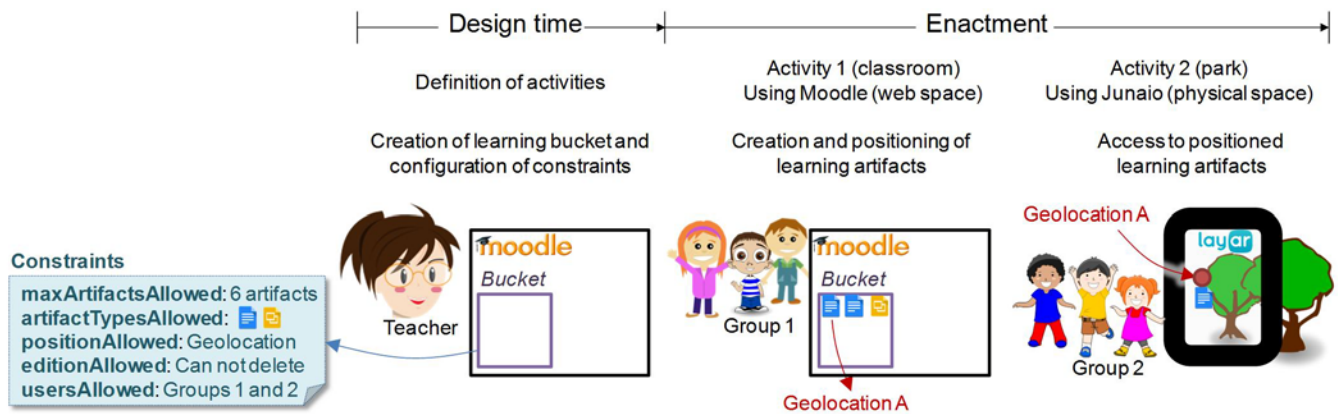 Design time
Enactment
Definition of activities
Activity 1 (classroom)
Using Moodle (web space)
Activity 2 (park)
Using Junaio (physical space)
Creation of learning bucket and
configuration of constraints
Creation and positioning of
learning artifacts
Access to positioned
learning artifacts
Constraints
maxArtifactsAllowed: 6 artifacts
artifactTypesAllowed:
positionAllowed: Geolocation
editionAllowed: Can not delete
usersAllowed: Groups 1 and 2
Teacher
moodle
Bucket
Group 1
moodle
Bucket
Geolocation A
Geolocation A
layar
Group 2